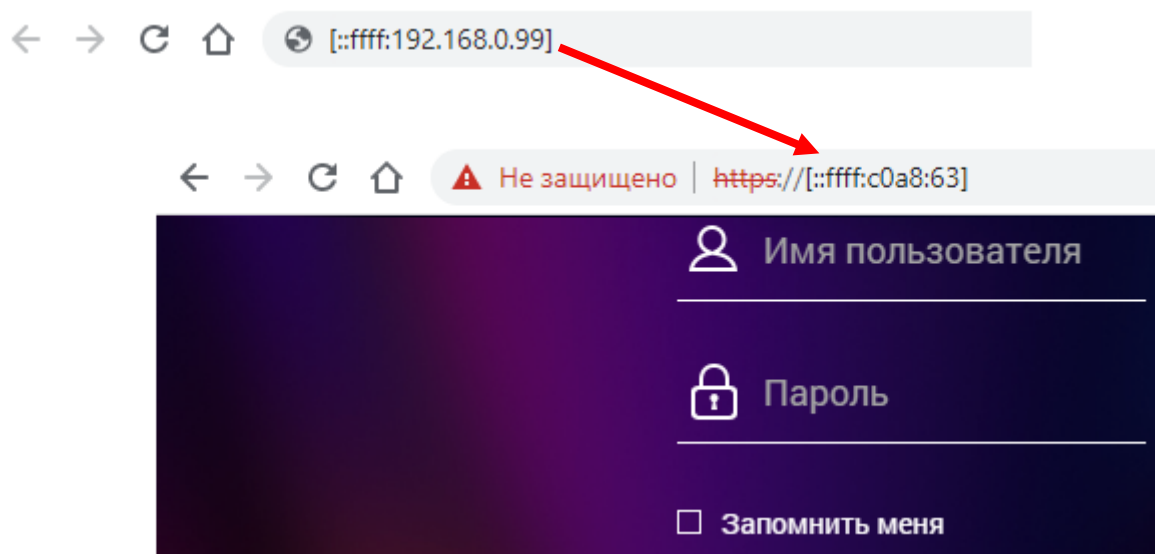 [::ffff:192.168.0.99]
Не защищено | https://[::ffff:c0a8:63]
Имя пользователя
Пароль
Запомнить меня